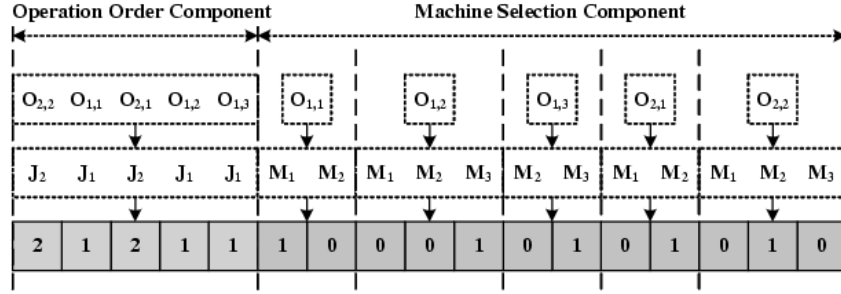 Operation Order Component Machine Selection Component
O2,2 O1,1 O2,1 O1,2 O1,3 O1,1 O1,2 O1,3 O2,1 O2,2
J2 J1 J2 J1 J1 M1 M2 M1 M2 M3 M2 M3 M1 M2 M1 M2 M3
2 1 2 1 1 1 0 0 0 1 0 1 0 1 0 1 0